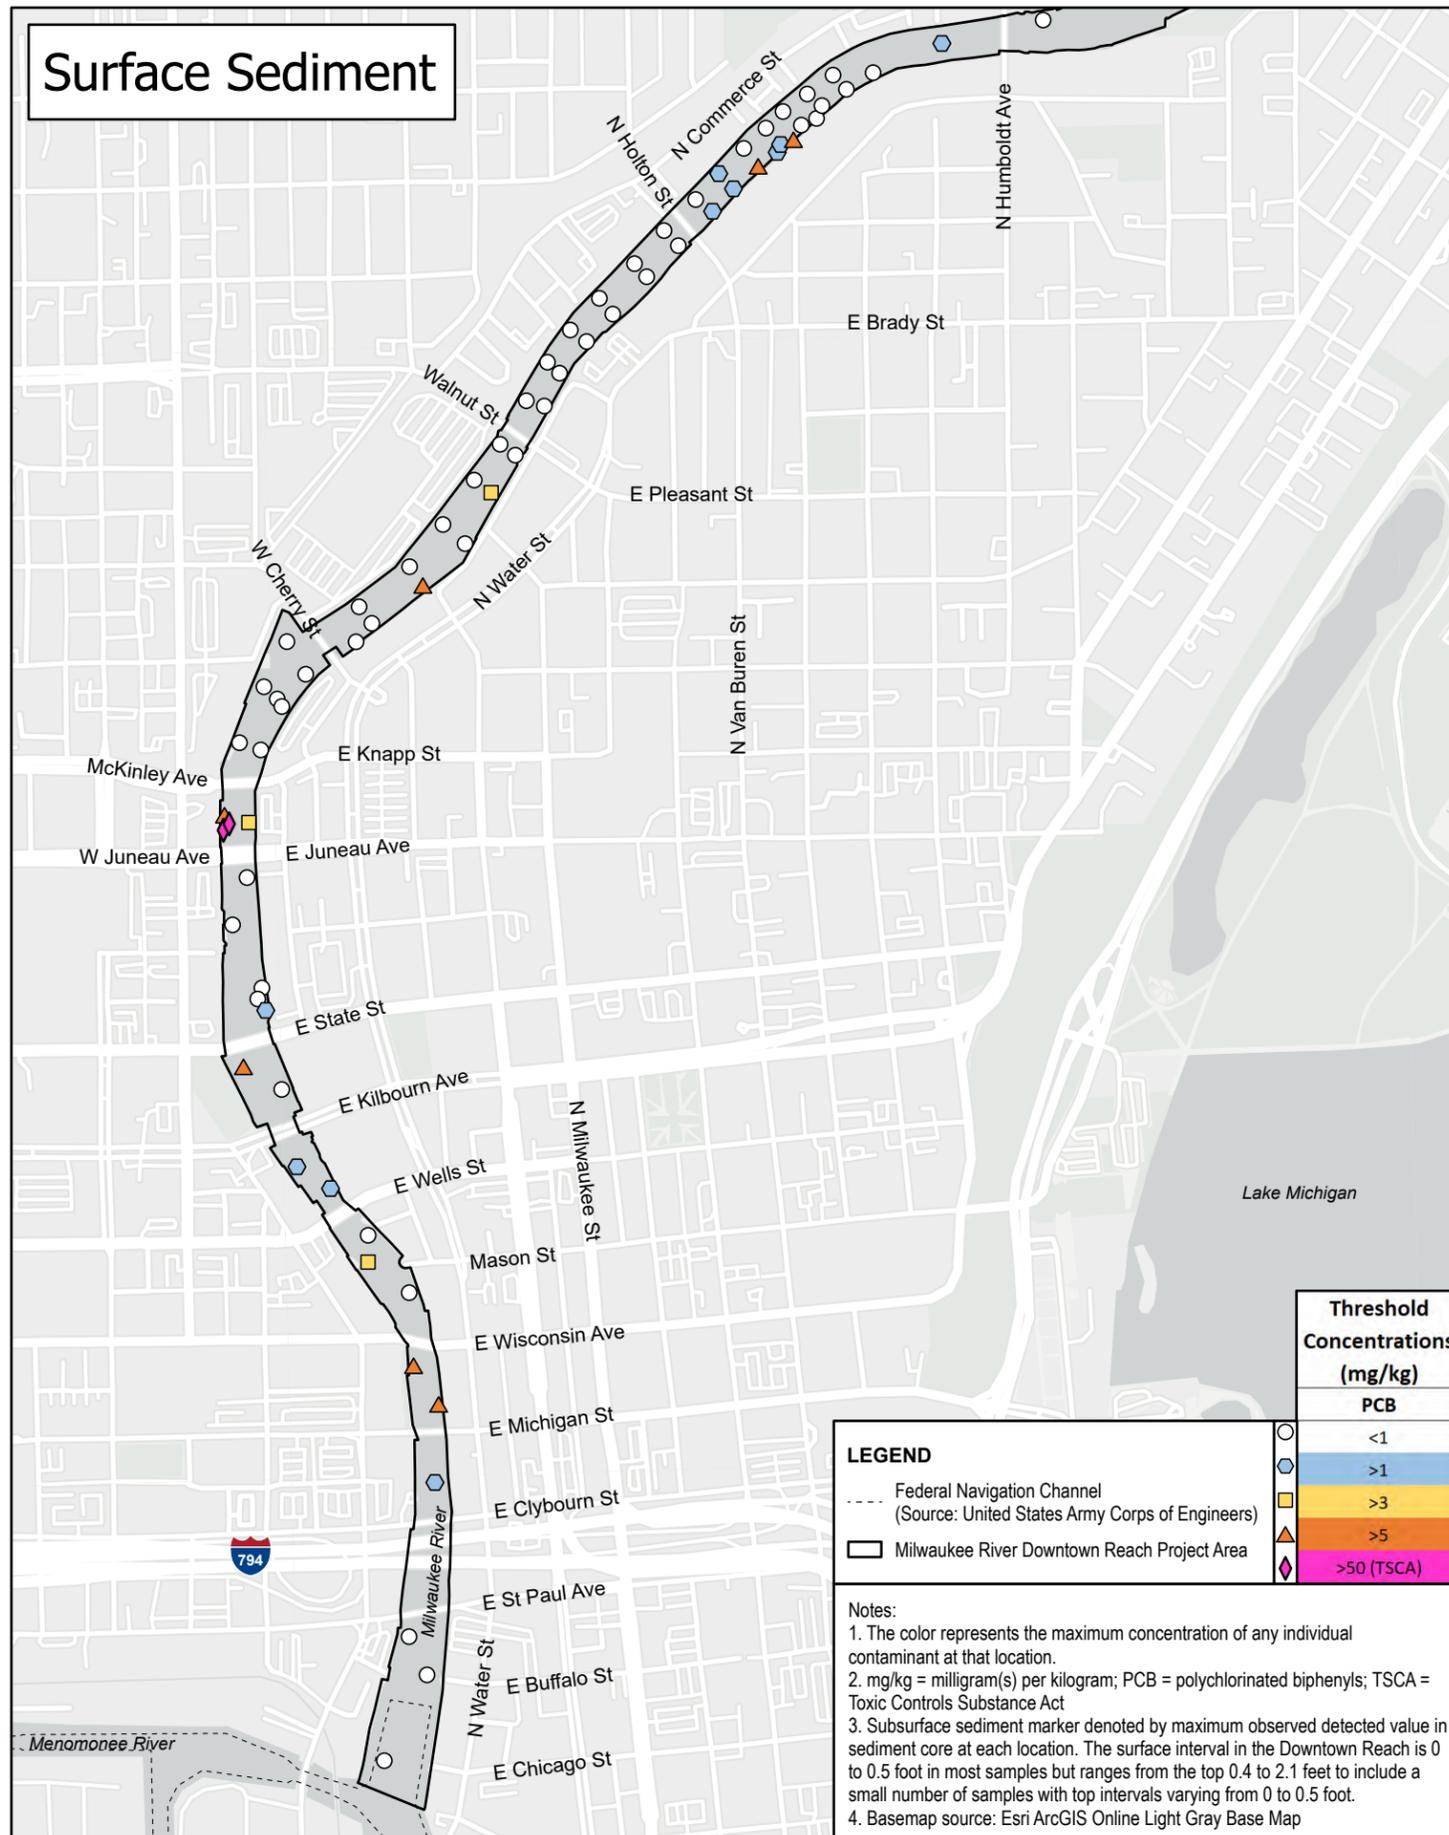 Surface Sediment
N Commerce St
N Holton St
N Humboldt Ave
E Brady St
Walnut St
E Pleasant St
N Water St
W Cherry St
N Van Buren St
E Knapp St
McKinley Ave
W Juneau Ave
E Juneau Ave
E State St
E Kilbourn Ave
N Milwaukee St
E Wells St
Lake Michigan
Mason St
E Wisconsin Ave
E Michigan St
E Clybourn St
794
Milwaukee River
E St Paul Ave
N Water St
E Buffalo St
Menomonee River
E Chicago St
Threshold
Concentrations
(mg/kg)
PCB
<1
>1
>3
>5
>50 (TSCA)
LEGEND
Federal Navigation Channel
(Source: United States Army Corps of Engineers)
Milwaukee River Downtown Reach Project Area
Notes:
1. The color represents the maximum concentration of any individual
contaminant at that location.
2. mg/kg = milligram(s) per kilogram; PCB = polychlorinated biphenyls; TSCA =
Toxic Controls Substance Act
3. Subsurface sediment marker denoted by maximum observed detected value in
sediment core at each location. The surface interval in the Downtown Reach is 0
to 0.5 foot in most samples but ranges from the top 0.4 to 2.1 feet to include a
small number of samples with top intervals varying from 0 to 0.5 foot.
4. Basemap source: Esri ArcGIS Online Light Gray Base Map